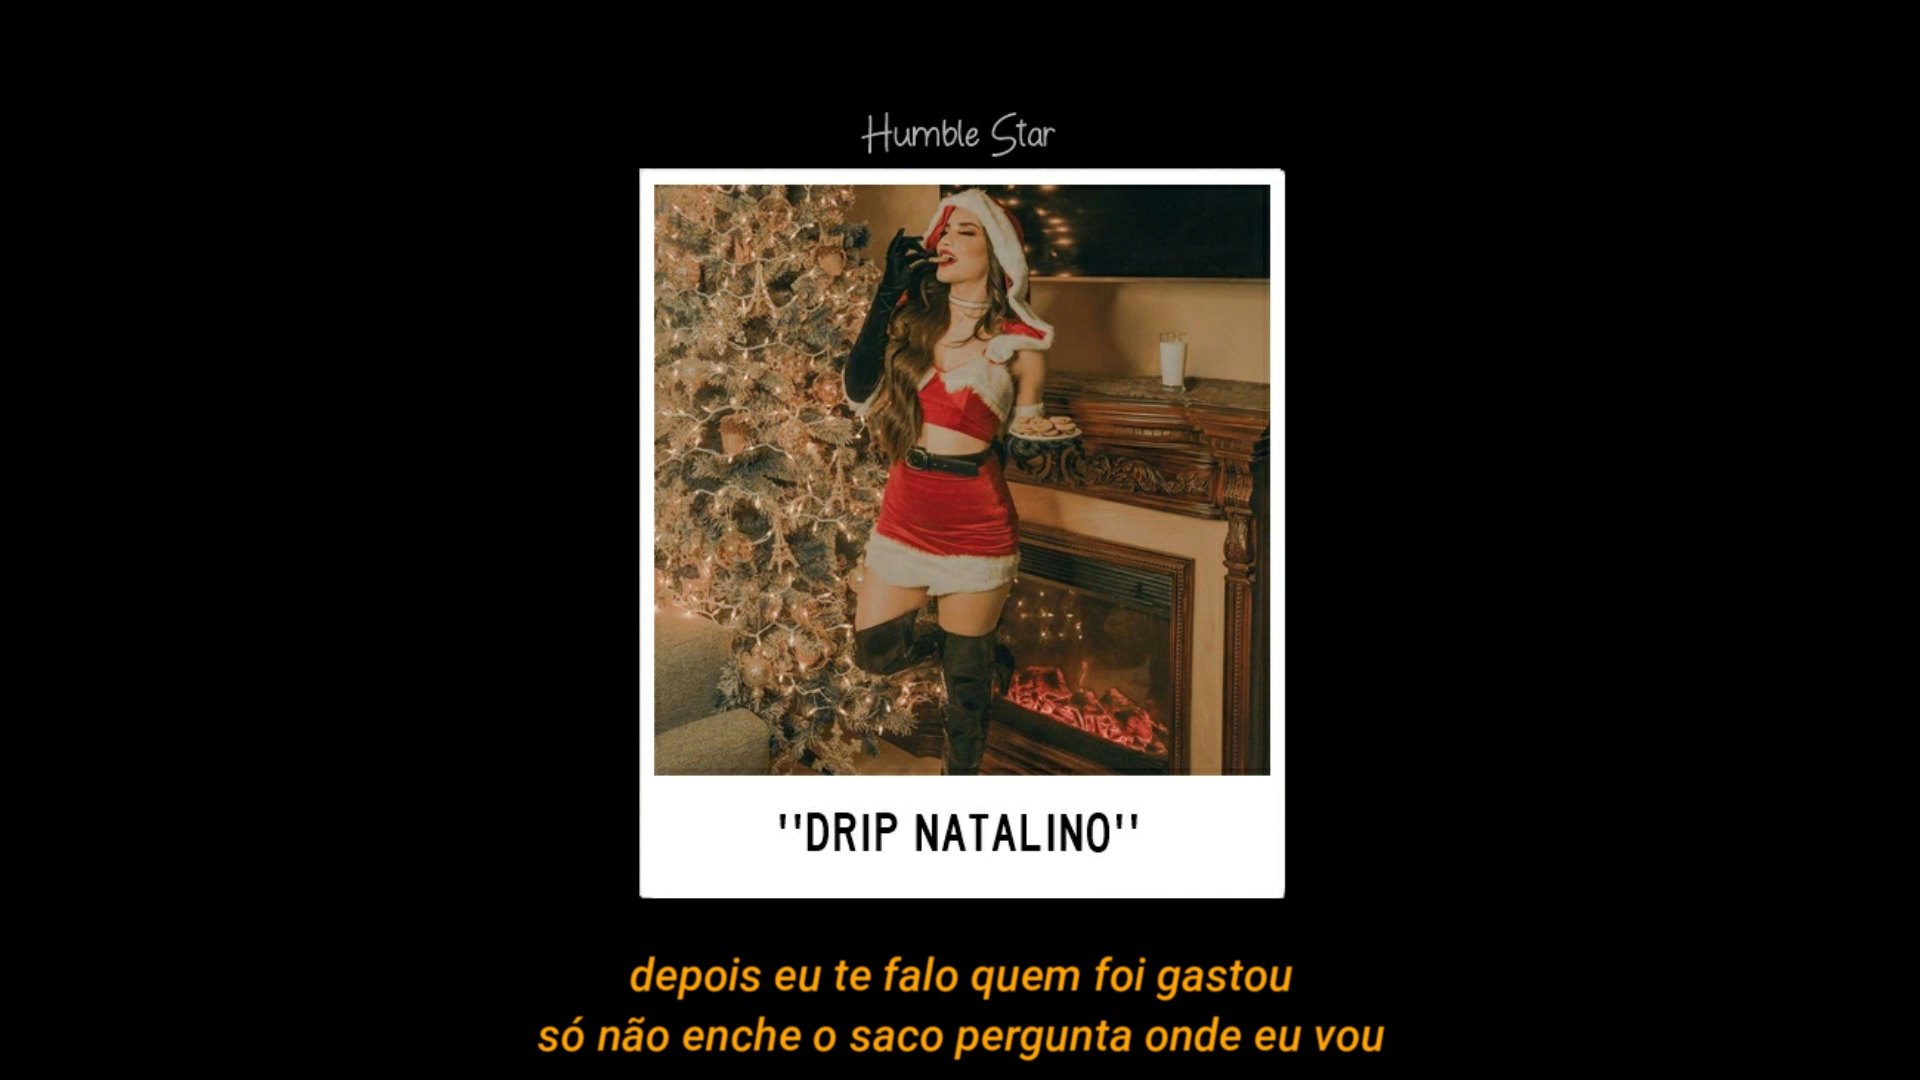 Humble Star
''DRIP NATALINO''
depois eu te falo quem foi gastou
só não enche o saco pergunta onde eu vou